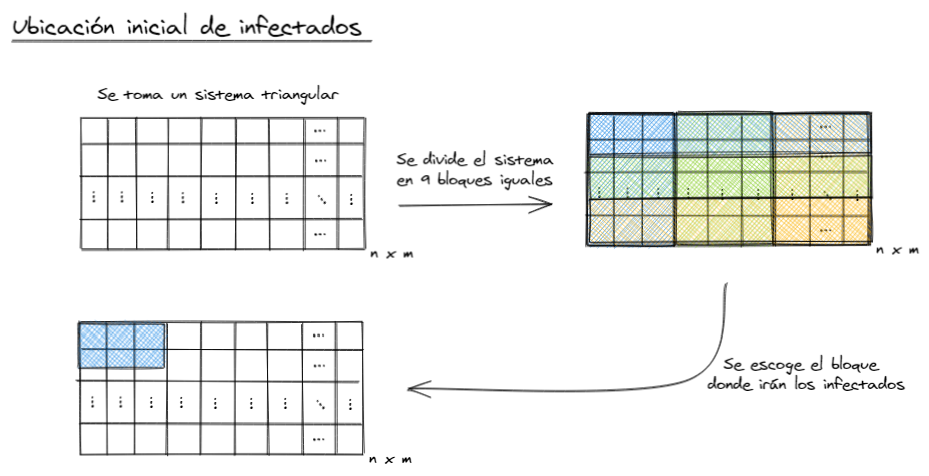 Ubicación inicial de infectados
Se toma un sistema triangular
...
...
⋮ ⋮ ⋮ ⋮ ⋮ ⋮ ⋮ ⋱ ⋮
...
n x m
Se divide el sistema
en 9 bloques iguales
...
...
⋮ ⋮ ⋮ ⋮ ⋮ ⋮ ⋮ ⋱ ⋮
...
n x m
Se escoge el bloque
donde irán los infectados
...
...
⋮ ⋮ ⋮ ⋮ ⋮ ⋮ ⋮ ⋱ ⋮
...
n x m